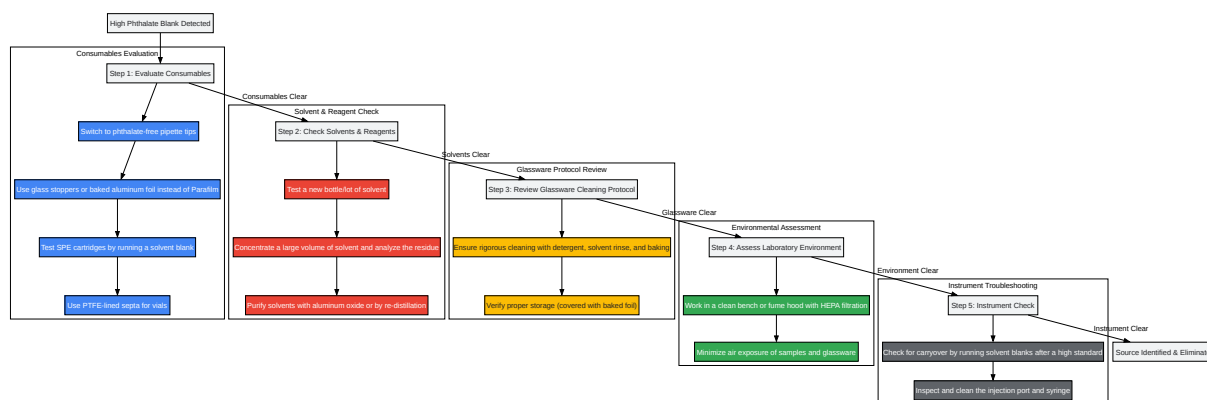 High Phthalate Blank Detected
Consumables Evaluation
Step 1: Evaluate Consumables
Consumables Clear
Switch to phthalate-free pipette tips
Use glass stoppers or baked aluminum foil instead of Parafilm
Test SPE cartridges by running a solvent blank
Use PTFE-lined septa for vials
Solvent & Reagent Check
Step 2: Check Solvents & Reagents
Solvents Clear
Test a new bottle/lot of solvent
Concentrate a large volume of solvent and analyze the residue
Purify solvents with aluminum oxide or by re-distillation
Glassware Protocol Review
Step 3: Review Glassware Cleaning Protocol
Glassware Clear
Ensure rigorous cleaning with detergent, solvent rinse, and baking
Verify proper storage (covered with baked foil)
Environmental Assessment
Step 4: Assess Laboratory Environment
Environment Clear
Work in a clean bench or fume hood with HEPA filtration
Minimize air exposure of samples and glassware
Instrument Troubleshooting
Step 5: Instrument Check
Instrument Clear
Check for carryover by running solvent blanks after a high standard
Inspect and clean the injection port and syringe
Source Identified & Eliminat